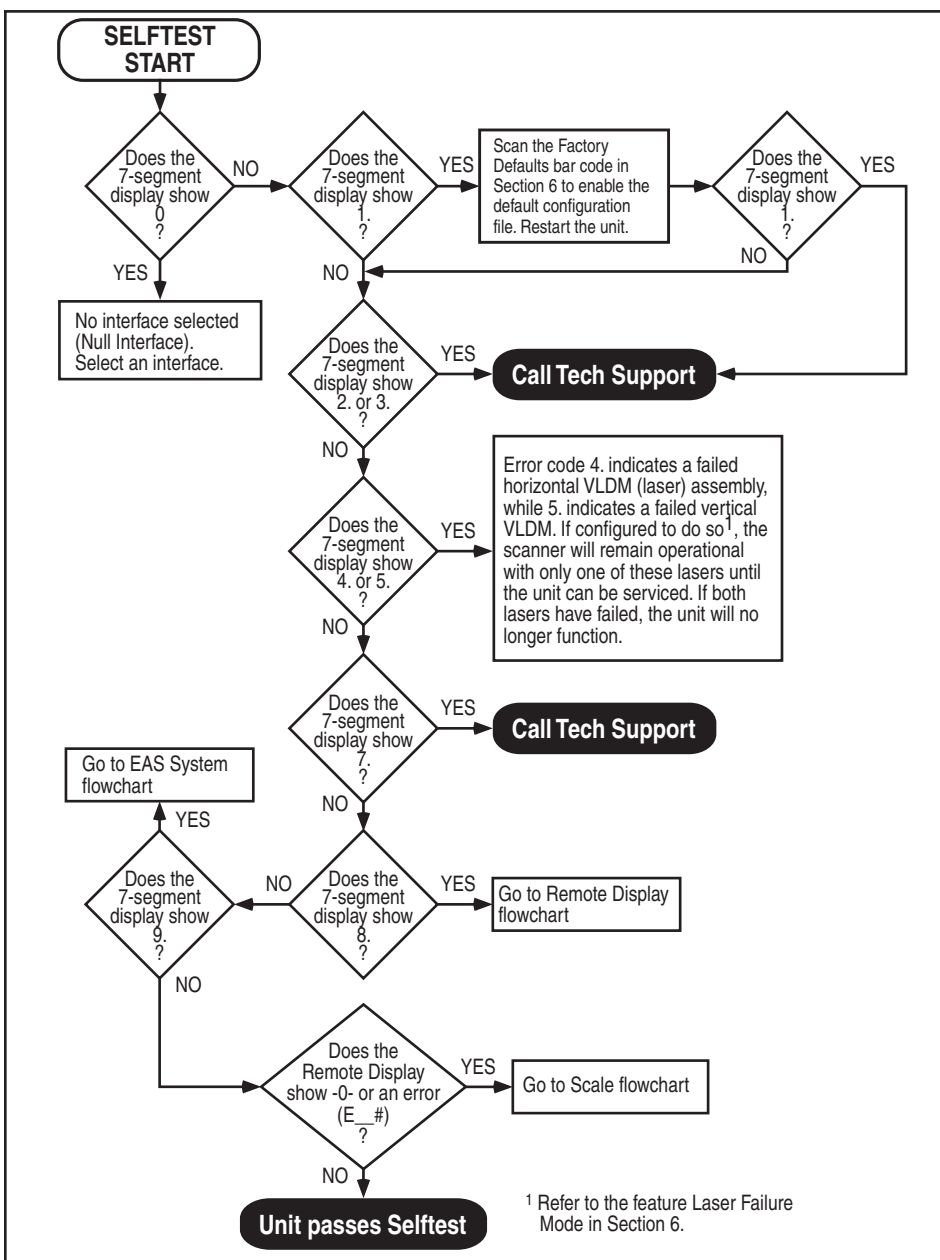 SELFTEST
START
Does the
7-segment
display show
0
?
NO
YES
No interface selected
(Null Interface).
Select an interface.
Does the
7-segment
display show
1.
?
YES
NO
Scan the Factory
Defaults bar code in
Section 6 to enable the
default configuration
file. Restart the unit.
Does the
7-segment
display show
1.
?
YES
NO
Does the
7-segment
display show
2. or 3.
?
YES
Call Tech Support
NO
Does the
7-segment
display show
4. or 5.
?
YES
Error code 4. indicates a failed
horizontal VLDM (laser) assembly,
while 5. indicates a failed vertical
VLDM. If configured to do so1, the
scanner will remain operational
with only one of these lasers until
the unit can be serviced. If both
lasers have failed, the unit will no
longer function.
NO
Does the
7-segment
display show
7.
?
YES
Call Tech Support
NO
Does the
7-segment
display show
8.
?
YES
Go to Remote Display
flowchart
NO
Does the
7-segment
display show
9.
?
YES
Go to EAS System
flowchart
NO
Does the
Remote Display
show -0- or an error
(E__#)
?
YES
Go to Scale flowchart
NO
Unit passes Selftest
1 Refer to the feature Laser Failure
Mode in Section 6.